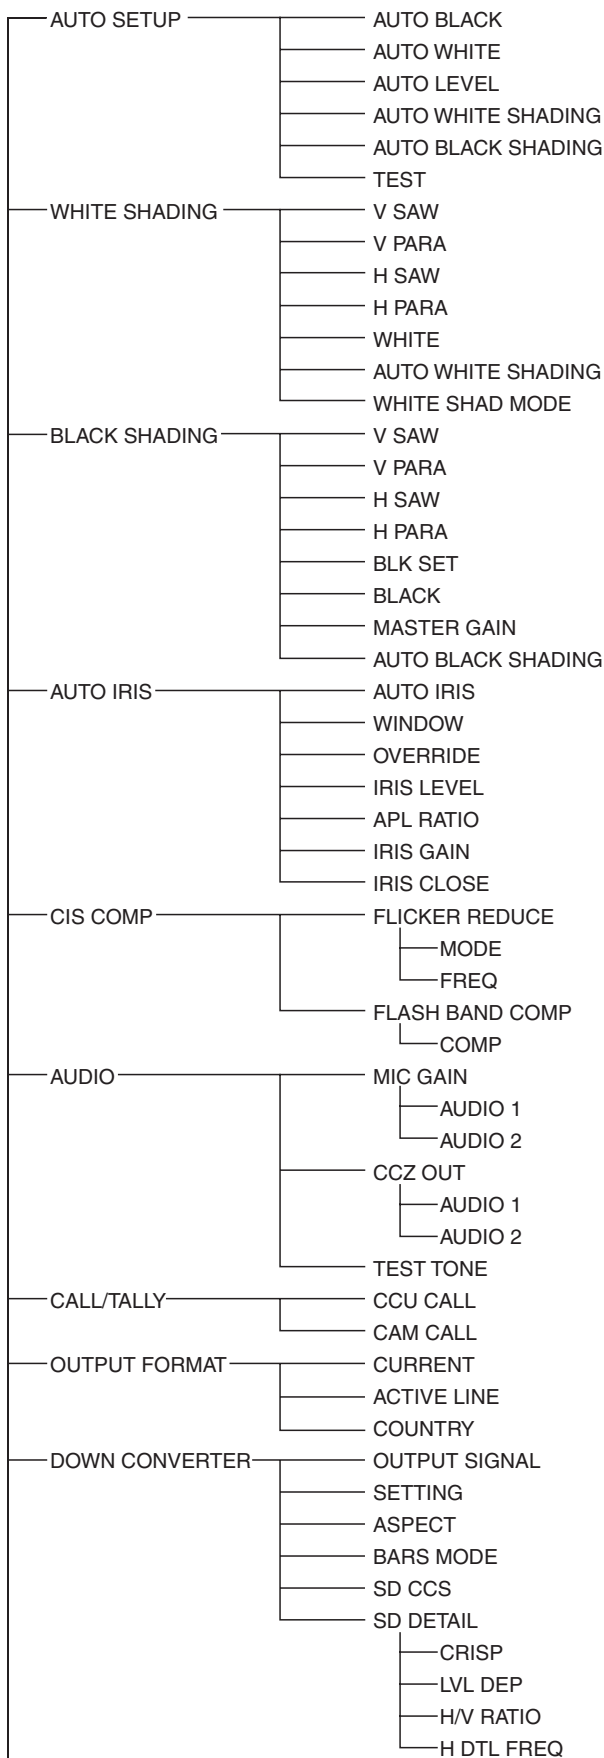 AUTO SETUP AUTO BLACK
AUTO WHITE
AUTO LEVEL
AUTO WHITE SHADING
AUTO BLACK SHADING
TEST
WHITE SHADING V SAW
V PARA
H SAW
H PARA
WHITE
AUTO WHITE SHADING
WHITE SHAD MODE
BLACK SHADING V SAW
V PARA
H SAW
H PARA
BLK SET
BLACK
MASTER GAIN
AUTO BLACK SHADING
AUTO IRIS AUTO IRIS
WINDOW
OVERRIDE
IRIS LEVEL
APL RATIO
IRIS GAIN
IRIS CLOSE
CIS COMP FLICKER REDUCE
MODE
FREQ
FLASH BAND COMP
COMP
AUDIO MIC GAIN
AUDIO 1
AUDIO 2
CCZ OUT
AUDIO 1
AUDIO 2
TEST TONE
CALL/TALLY CCU CALL
CAM CALL
OUTPUT FORMAT CURRENT
ACTIVE LINE
COUNTRY
DOWN CONVERTER OUTPUT SIGNAL
SETTING
ASPECT
BARS MODE
SD CCS
SD DETAIL
CRISP
LVL DEP
H/V RATIO
H DTL FREQ